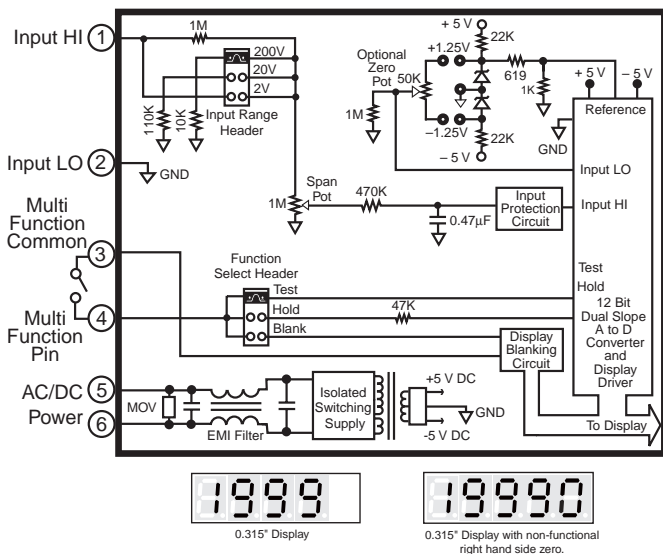 Input HI 1
1M
200V
20V
2V
110K
10K
Input Range
Header
Input LO 2
GND
Multi
Function
Common
3
4
Multi
Function
Pin
AC/DC 5
Power 6
MOV
EMI Filter
Isolated
Switching
Supply
+5 V DC
GND
-5 V DC
1M
Span
Pot
470K
0.47µF
Input
Protection
Circuit
Function
Select Header
Test
Hold
Blank
47K
Display
Blanking
Circuit
Optional
Zero
Pot
50K
1M
+ 5 V
+1.25V
22K
619
1K
–1.25V
22K
– 5 V
+ 5 V
– 5 V
Reference
GND
Input LO
Input HI
Test
Hold
12 Bit
Dual Slope
A to D
Converter
and
Display
Driver
To Display
1999
0.315" Display
19990
0.315" Display with non-functional
right hand side zero.